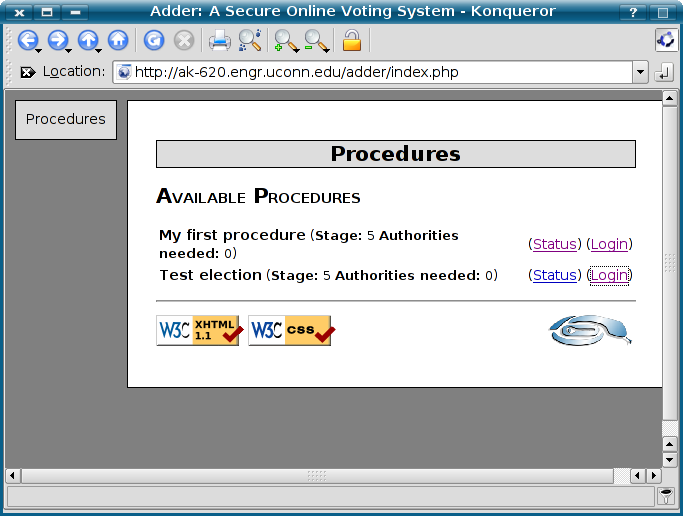 Adder: A Secure Online Voting System - Konqueror
Location: http://ak-620.engr.uconn.edu/adder/index.php
Procedures
Procedures
Available Procedures
My first procedure (Stage: 5 Authorities
needed: 0)
(Status) (Login)
Test election (Stage: 5 Authorities needed: 0)
(Status) (Login)
W3C XHTML
1.1
W3C css